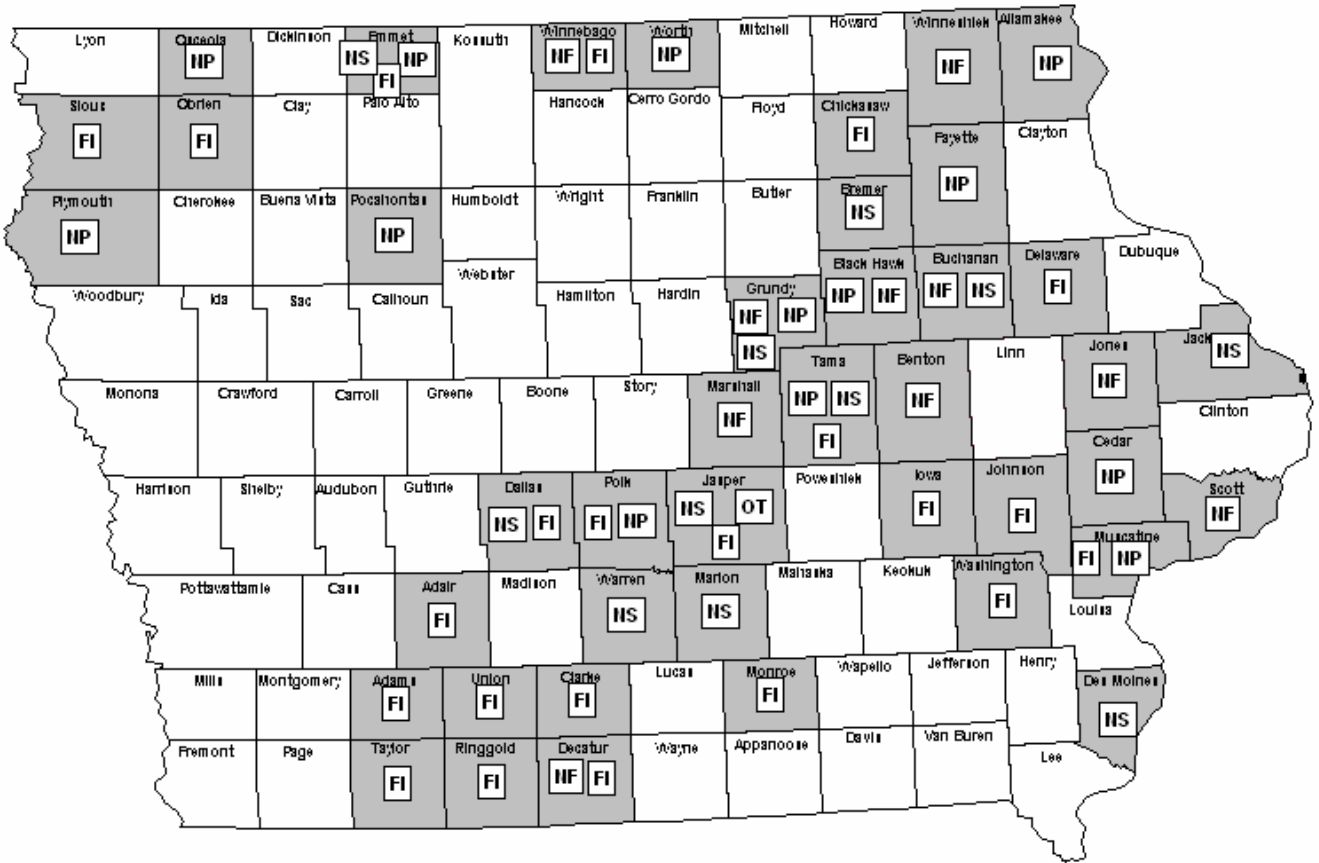 Lyon
Osceola
NP
Dickinson
Emmet
NS
NP
FI
Kossuth
Winnebago
NF FI
Worth
NP
Mitchell
Howard
Winneshiek
NF
Allamakee
NP
Sioux
FI
Obrien
FI
Clay
Palo Alto
Hancock
Cerro Gordo
Floyd
Chickasaw
FI
Fayette
NP
Clayton
Plymouth
NP
Cherokee
Buena Vista
Pocahontas
NP
Humboldt
Wright
Franklin
Butler
Bremer
NS
Woodbury
Ida
Sac
Calhoun
Webster
Hamilton
Hardin
Grundy
NF NP
NS
Black Hawk
NP NF
Buchanan
NF NS
Delaware
FI
Dubuque
Monona
Crawford
Carroll
Greene
Boone
Story
Marshall
NF
Tama
NP NS
FI
Benton
NF
Linn
Jones
NF
Jack
NS
Clinton
Cedar
NP
Harrison
Shelby
Audubon
Guthrie
Dallas
NS FI
Polk
FI NP
Jasper
NS OT
FI
Poweshiek
Iowa
FI
Johnson
FI
Scott
NF
Muscatine
FI NP
Pottawattamie
Cass
Adair
FI
Madison
Warren
NS
Marion
NS
Mahaska
Keokuk
Washington
FI
Louisa
Mills
Montgomery
Adams
FI
Union
FI
Clarke
FI
Lucas
Monroe
FI
Wapello
Jefferson
Henry
Des Moines
NS
Fremont
Page
Taylor
FI
Ringgold
FI
Decatur
NF FI
Wayne
Appanoose
Davis
Van Buren
Lee